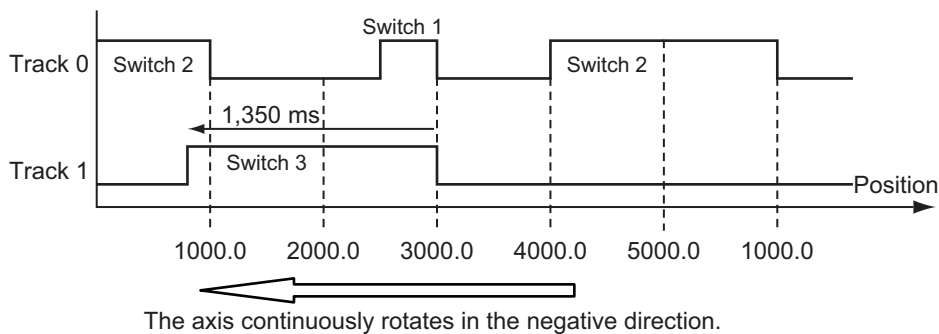 Switch 1
Track 0
Switch 2
Switch 2
1,350 ms
Track 1
Switch 3
Position
1000.0 2000.0 3000.0 4000.0 5000.0 1000.0
The axis continuously rotates in the negative direction.